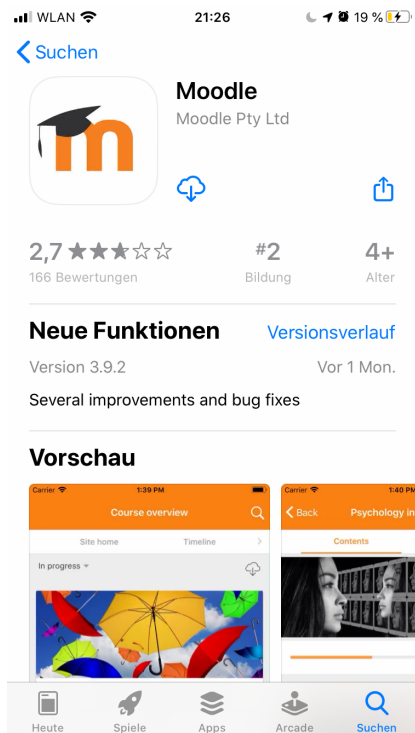 WLAN 21:26 19 %
Suchen
m
Moodle
Moodle Pty Ltd
2,7 #2 4+
166 Bewertungen Bildung Alter
Neue Funktionen Versionsverlauf
Version 3.9.2 Vor 1 Mon.
Several improvements and bug fixes
Vorschau
Carrier 1:39 PM
Course overview
Site home Timeline
In progress
Carrier 1:40 PM
Back Psychology in
Contents
Heute Spiele Apps Arcade Suchen